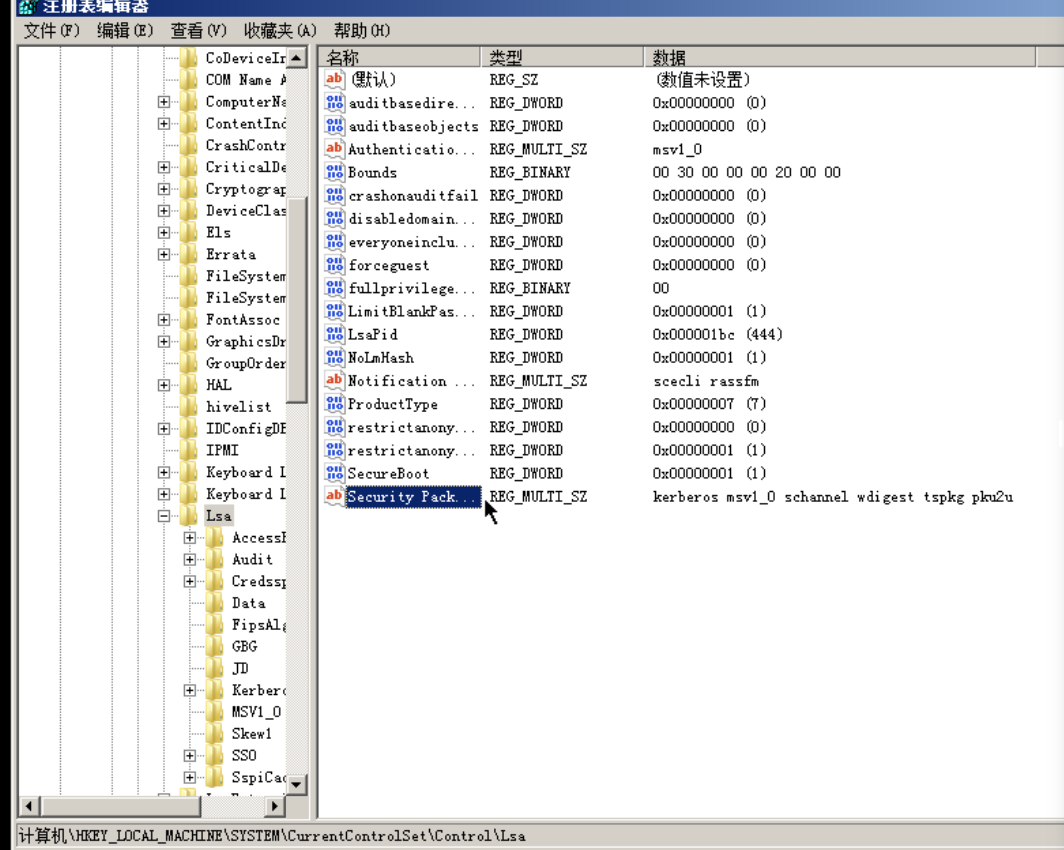 注册表编辑器
文件(F) 编辑(E) 查看(V) 收藏夹(A) 帮助(H)
CoDeviceIr
COM Name A
ComputerNa
ContentInd
CrashContr
CriticalDe
Cryptograp
DeviceClas
Els
Errata
FileSystem
FileSystem
FontAssoc
GraphicsDr
GroupOrder
HAL
hivelist
IDConfigDB
IPMI
Keyboard L
Keyboard L
Lsa
AccessP
Audit
Credssp
Data
FipsAlg
GBG
JD
Kerbero
MSV1_0
Skew1
SSO
SspiCac
名称 类型 数据
ab (默认) REG_SZ (数值未设置)
auditbasedire... REG_DWORD 0x00000000 (0)
auditbaseobjects REG_DWORD 0x00000000 (0)
ab Authenticatio... REG_MULTI_SZ msv1_0
Bounds REG_BINARY 00 30 00 00 00 20 00 00
crashonauditfail REG_DWORD 0x00000000 (0)
disabledomain... REG_DWORD 0x00000000 (0)
everyoneinclu... REG_DWORD 0x00000000 (0)
forceguest REG_DWORD 0x00000000 (0)
fullprivilege... REG_BINARY 00
LimitBlankPas... REG_DWORD 0x00000001 (1)
LsaPid REG_DWORD 0x000001bc (444)
NoLmHash REG_DWORD 0x00000001 (1)
ab Notification ... REG_MULTI_SZ scecli rassfm
ProductType REG_DWORD 0x00000007 (7)
restrictanony... REG_DWORD 0x00000000 (0)
restrictanony... REG_DWORD 0x00000001 (1)
SecureBoot REG_DWORD 0x00000001 (1)
ab Security Pack... REG_MULTI_SZ kerberos msv1_0 schannel wdigest tspkg pku2u
计算机\HKEY_LOCAL_MACHINE\SYSTEM\CurrentControlSet\Control\Lsa